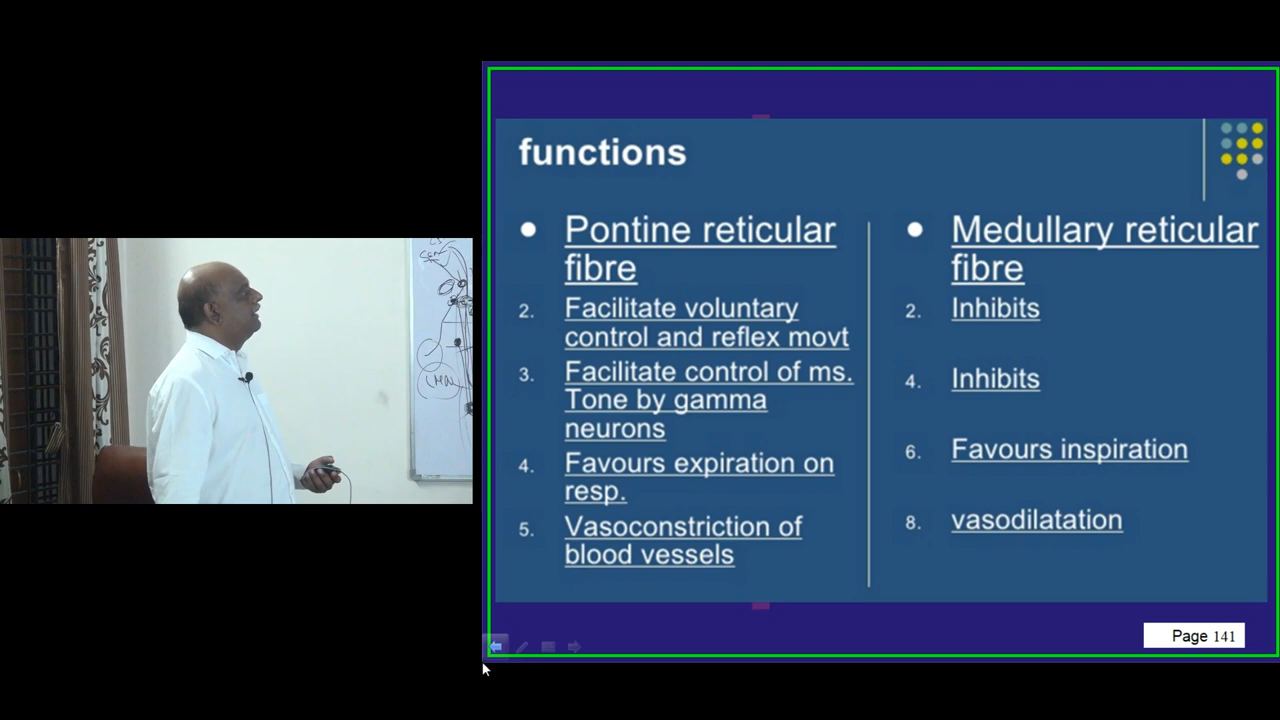 functions
• Pontine reticular
fibre
2. Facilitate voluntary
control and reflex movt
3. Facilitate control of ms.
Tone by gamma
neurons
4. Favours expiration on
resp.
5. Vasoconstriction of
blood vessels
• Medullary reticular
fibre
2. Inhibits
4. Inhibits
6. Favours inspiration
8. vasodilatation
Page 141